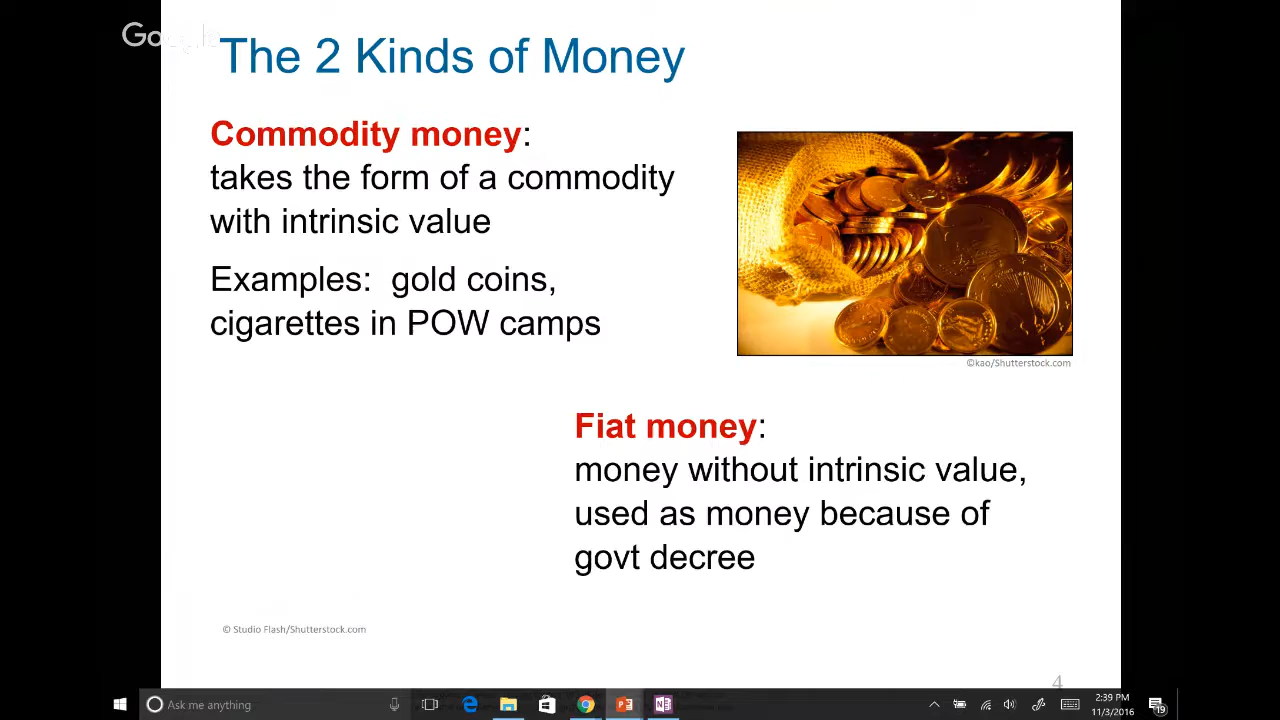 Google
The 2 Kinds of Money
Commodity money:
takes the form of a commodity
with intrinsic value
Examples: gold coins,
cigarettes in POW camps
©kao/Shutterstock.com
Fiat money:
money without intrinsic value,
used as money because of
govt decree
© Studio Flash/Shutterstock.com
4
Ask me anything
2:39 PM
11/3/2016
19